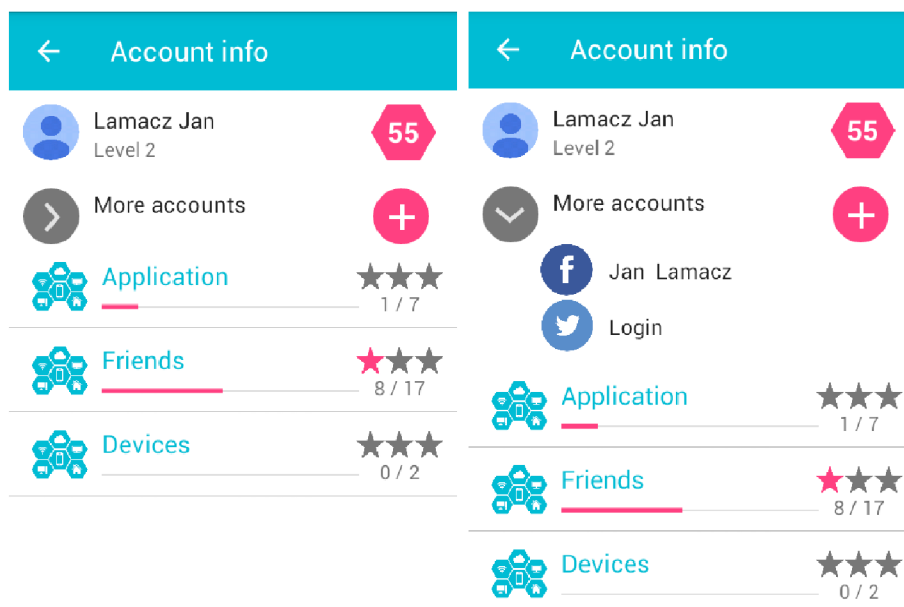 Account info
Lamacz Jan
Level 2
55
More accounts
Application
1 / 7
Friends
8 / 17
Devices
0 / 2
Account info
Lamacz Jan
Level 2
55
More accounts
f
Jan Lamacz
Login
Application
1 / 7
Friends
8 / 17
Devices
0 / 2